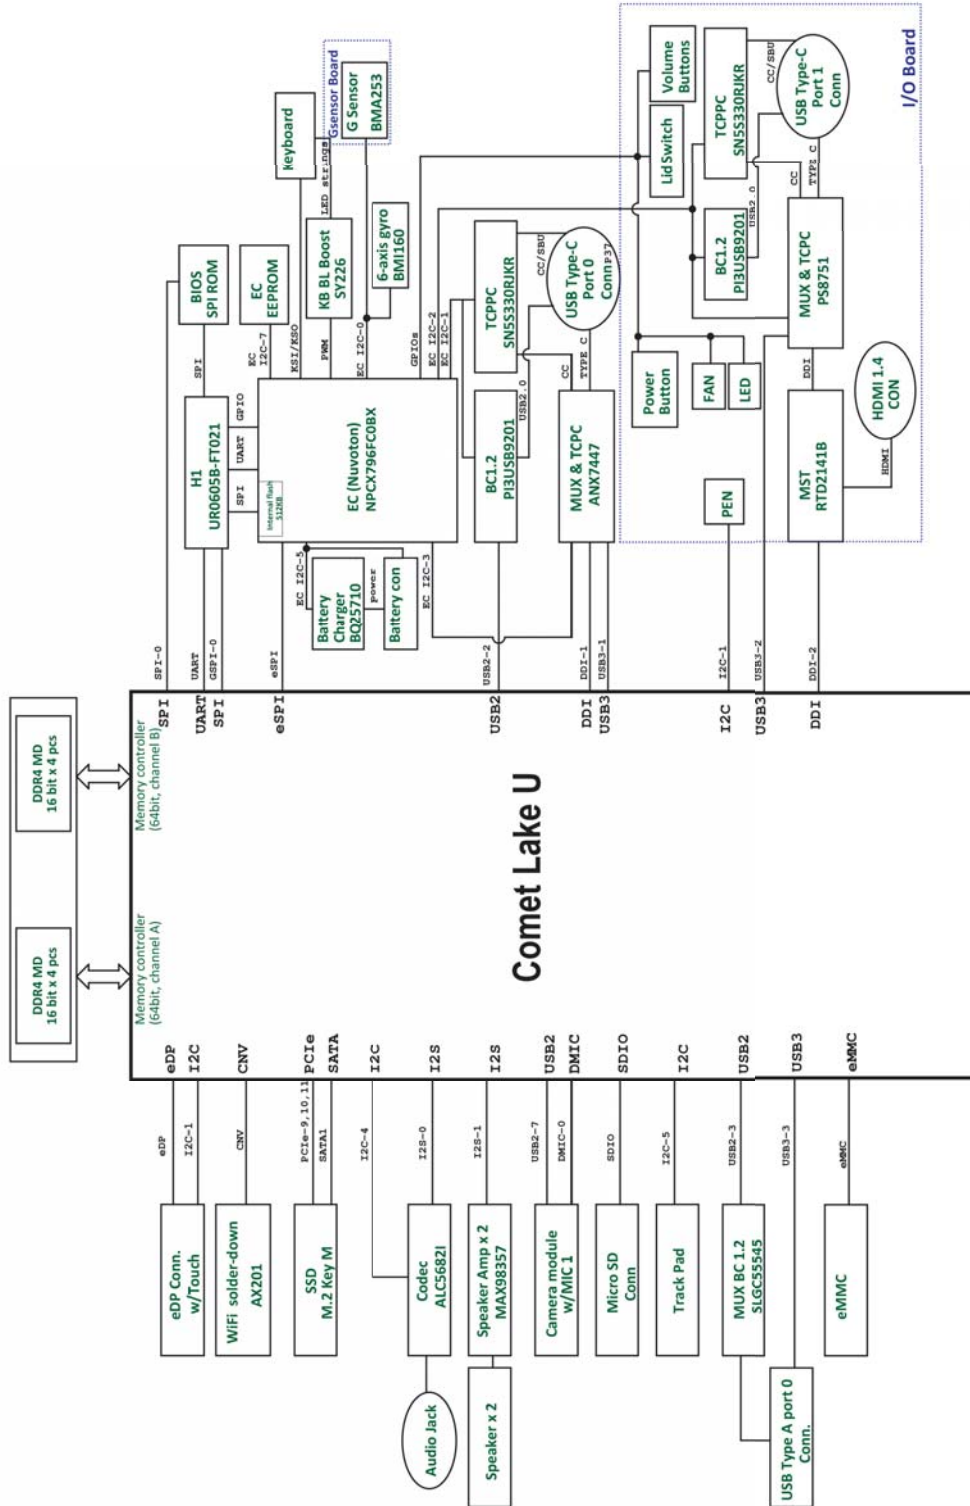 DDR4 MD
16 bit x 4 pcs
DDR4 MD
16 bit x 4 pcs
Memory controller
(64bit, channel A)
Memory controller
(64bit, channel B)
Comet Lake U
eDP
I2C
CNV
PCIe
SATA
I2C
I2S
I2S
USB2
DMIC
SDIO
I2C
USB2
USB3
eMMC
eDP
I2C-1
CNV
PCIe-9,10,11
SATA1
I2C-4
I2S-0
I2S-1
USB2-7
DMIC-0
SDIO
I2C-5
USB2-3
USB3-3
eMMC
eDP Conn.
w/Touch
WiFi solder-down
AX201
SSD
M.2 Key M
Codec
ALC5682I
Audio Jack
Speaker Amp x 2
MAX98357
Speaker x 2
Camera module
w/MIC 1
Micro SD
Conn
Track Pad
MUX BC 1.2
SLGC55545
USB Type A port 0
Conn.
eMMC
SPI
UART
SPI
eSPI
USB2
DDI
USB3
I2C
USB3
DDI
SPI-0
UART
GSPI-0
eSPI
USB2-2
DDI-1
USB3-1
I2C-1
USB3-2
DDI-2
H1
UR0605B-FT021
SPI
BIOS
SPI ROM
SPI
UART
GPIO
Internal flash
512KB
EC (Nuvoton)
NPCX796FC0BX
EC
I2C-7
EC
EEPROM
KSI/KSO
Keyboard
PWM
KB BL Boost
SY226
LED strings
EC I2C-0
Gsensor Board
G Sensor
BMA253
6-axis gyro
BMI160
GPIOs
EC I2C-2
EC I2C-1
EC I2C-5
Battery
Charger
BQ25710
Power
Battery con
EC I2C-3
BC1.2
PI3USB9201
TCPPC
SN5S330RJKR
USB2.0
CC/SBU
CC
TYPE C
USB Type-C
Port 0
Conn
P37
MUX & TCPC
ANX7447
Lid Switch
Volume
Buttons
Power
Button
FAN
LED
PEN
BC1.2
PI3USB9201
TCPPC
SN5S330RJKR
USB2.0
CC/SBU
CC
TYPE C
USB Type-C
Port 1
Conn
MUX & TCPC
PS8751
DDI
MST
RTD2141B
HDMI
HDMI 1.4
CON
I/O Board